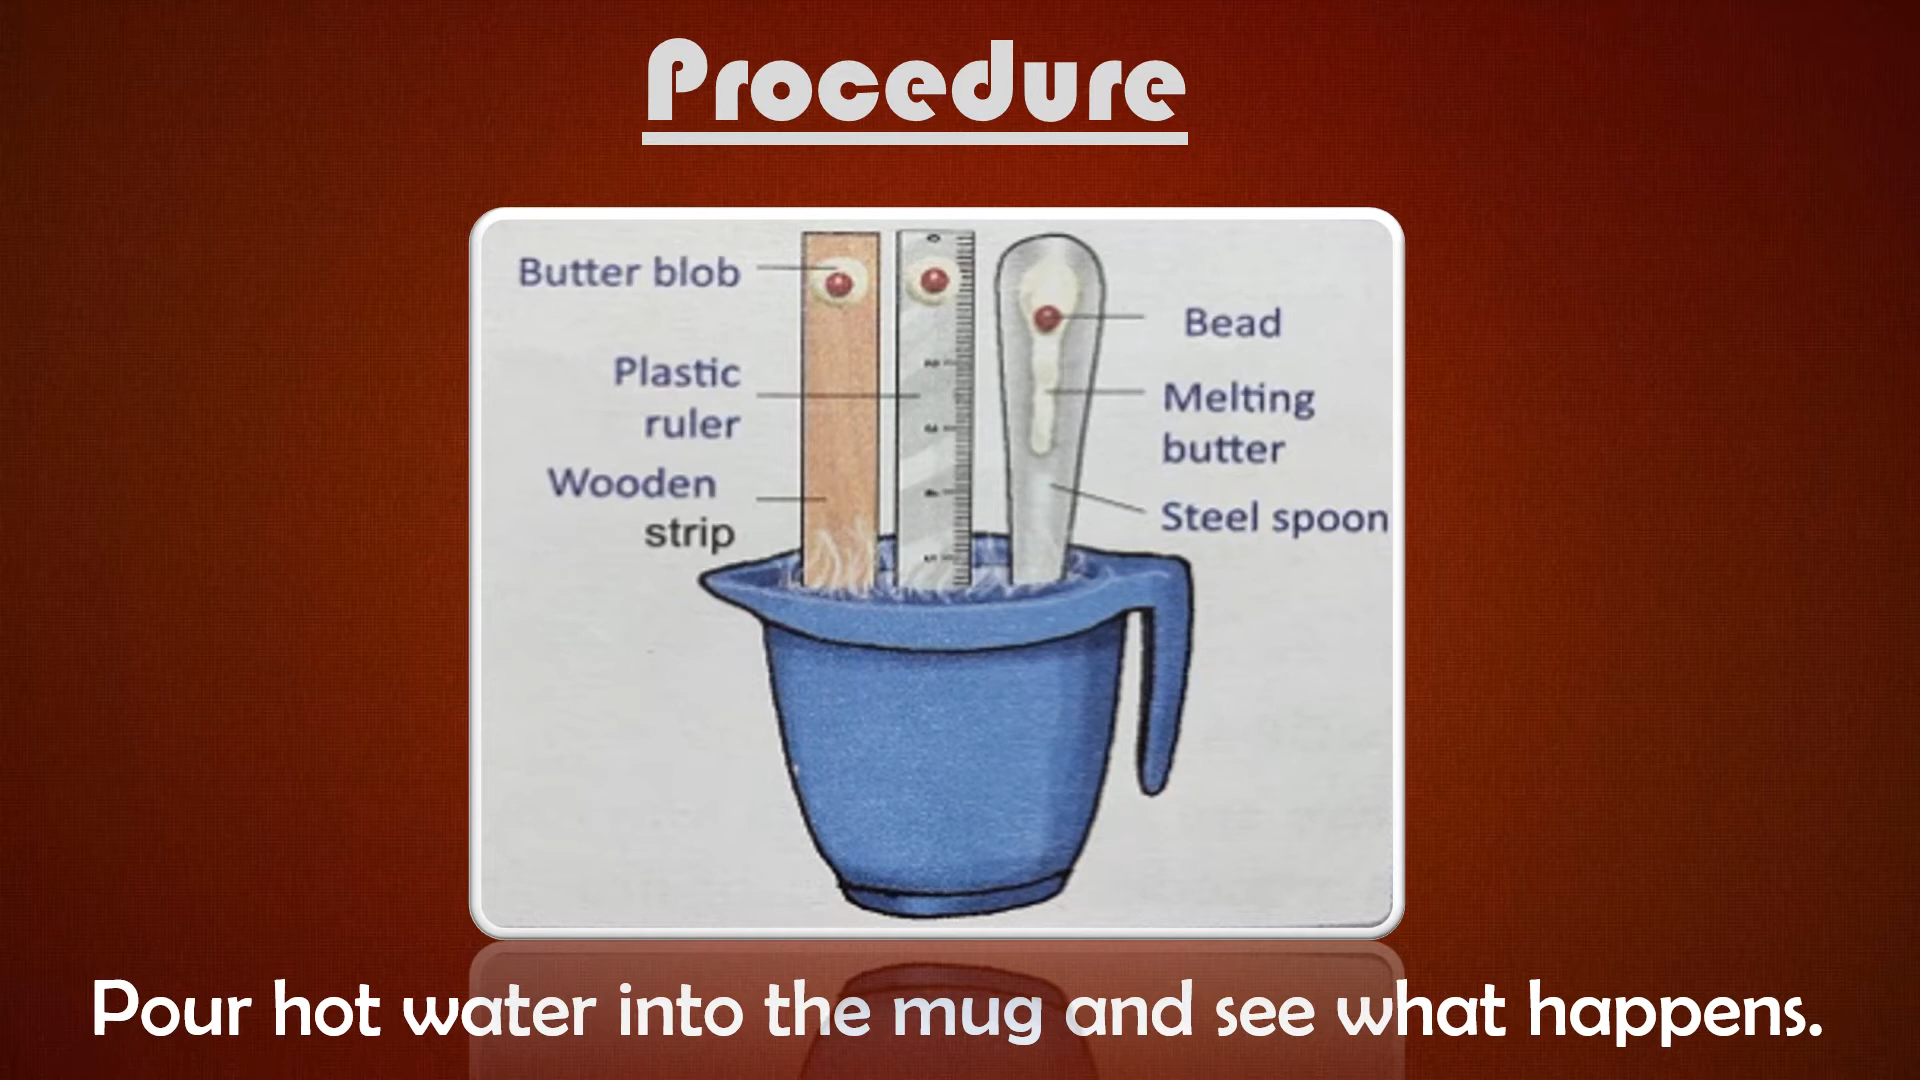 Procedure
Butter blob
Plastic
ruler
Wooden
strip
Bead
Melting
butter
Steel spoon
Pour hot water into the mug and see what happens.